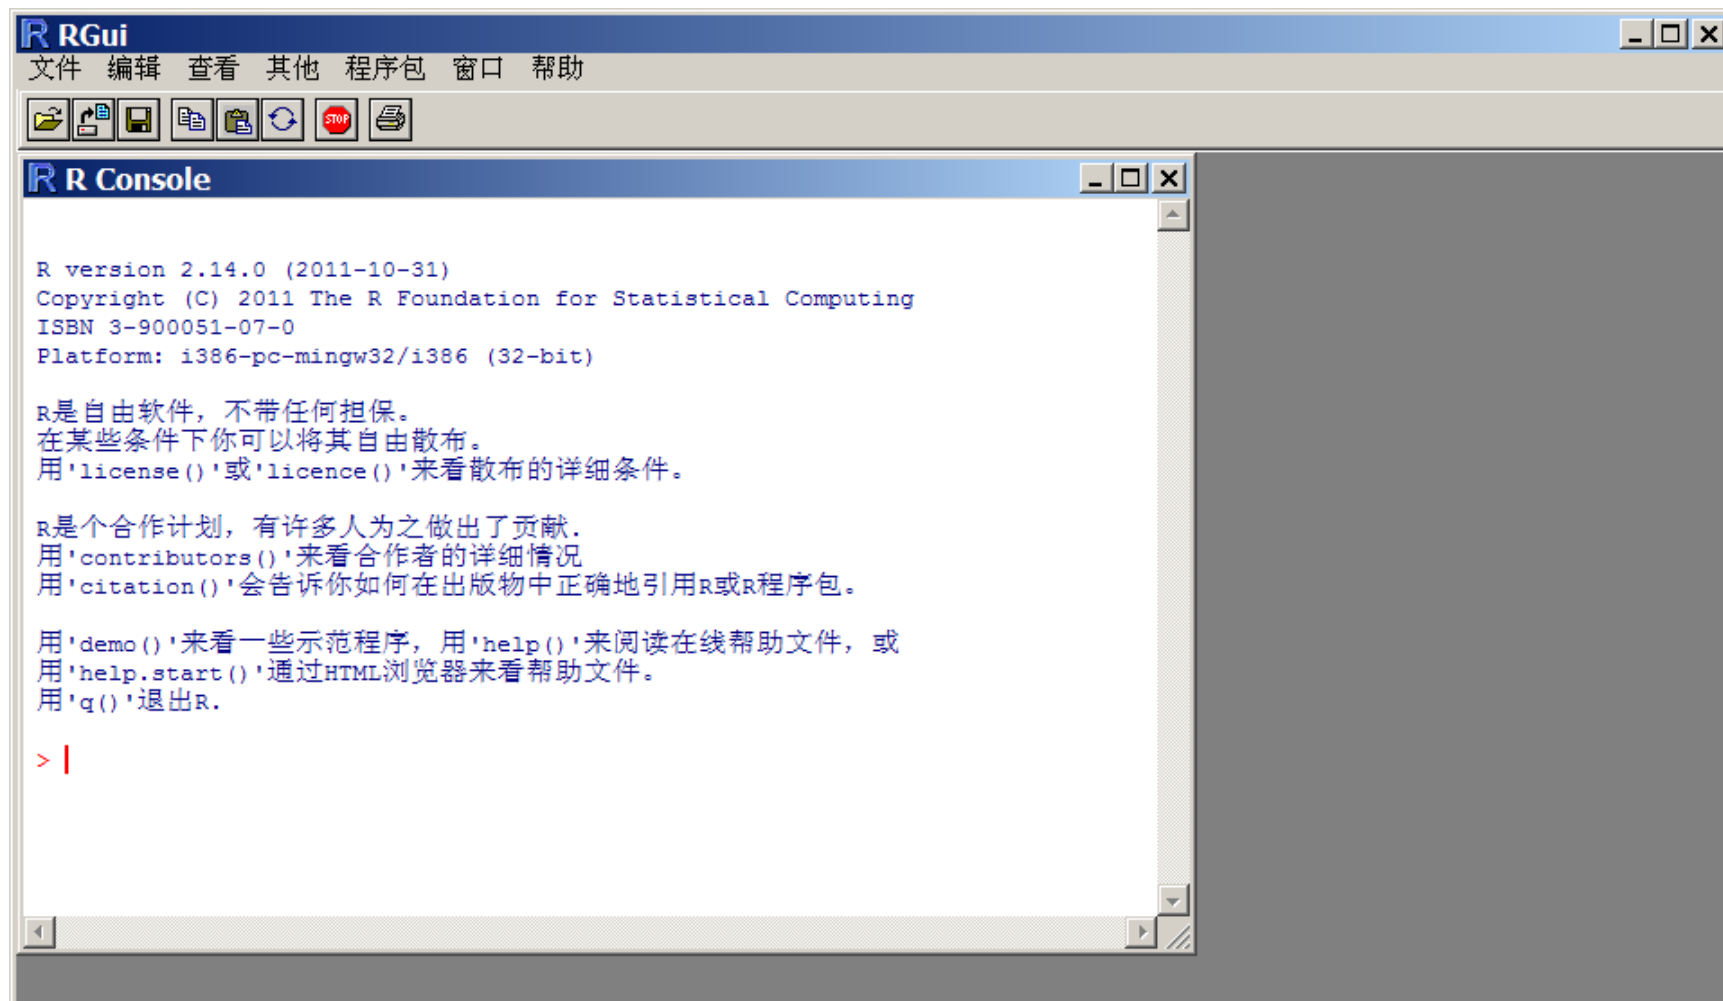 RGui
文件 编辑 查看 其他 程序包 窗口 帮助
STOP
R Console
R version 2.14.0 (2011-10-31)
Copyright (C) 2011 The R Foundation for Statistical Computing
ISBN 3-900051-07-0
Platform: i386-pc-mingw32/i386 (32-bit)
R是自由软件，不带任何担保。
在某些条件下你可以将其自由散布。
用'license()'或'licence()'来看散布的详细条件。
R是个合作计划，有许多人为之做出了贡献.
用'contributors()'来看合作者的详细情况
用'citation()'会告诉你如何在出版物中正确地引用R或R程序包。
用'demo()'来看一些示范程序，用'help()'来阅读在线帮助文件，或
用'help.start()'通过HTML浏览器来看帮助文件。
用'q()'退出R.
>